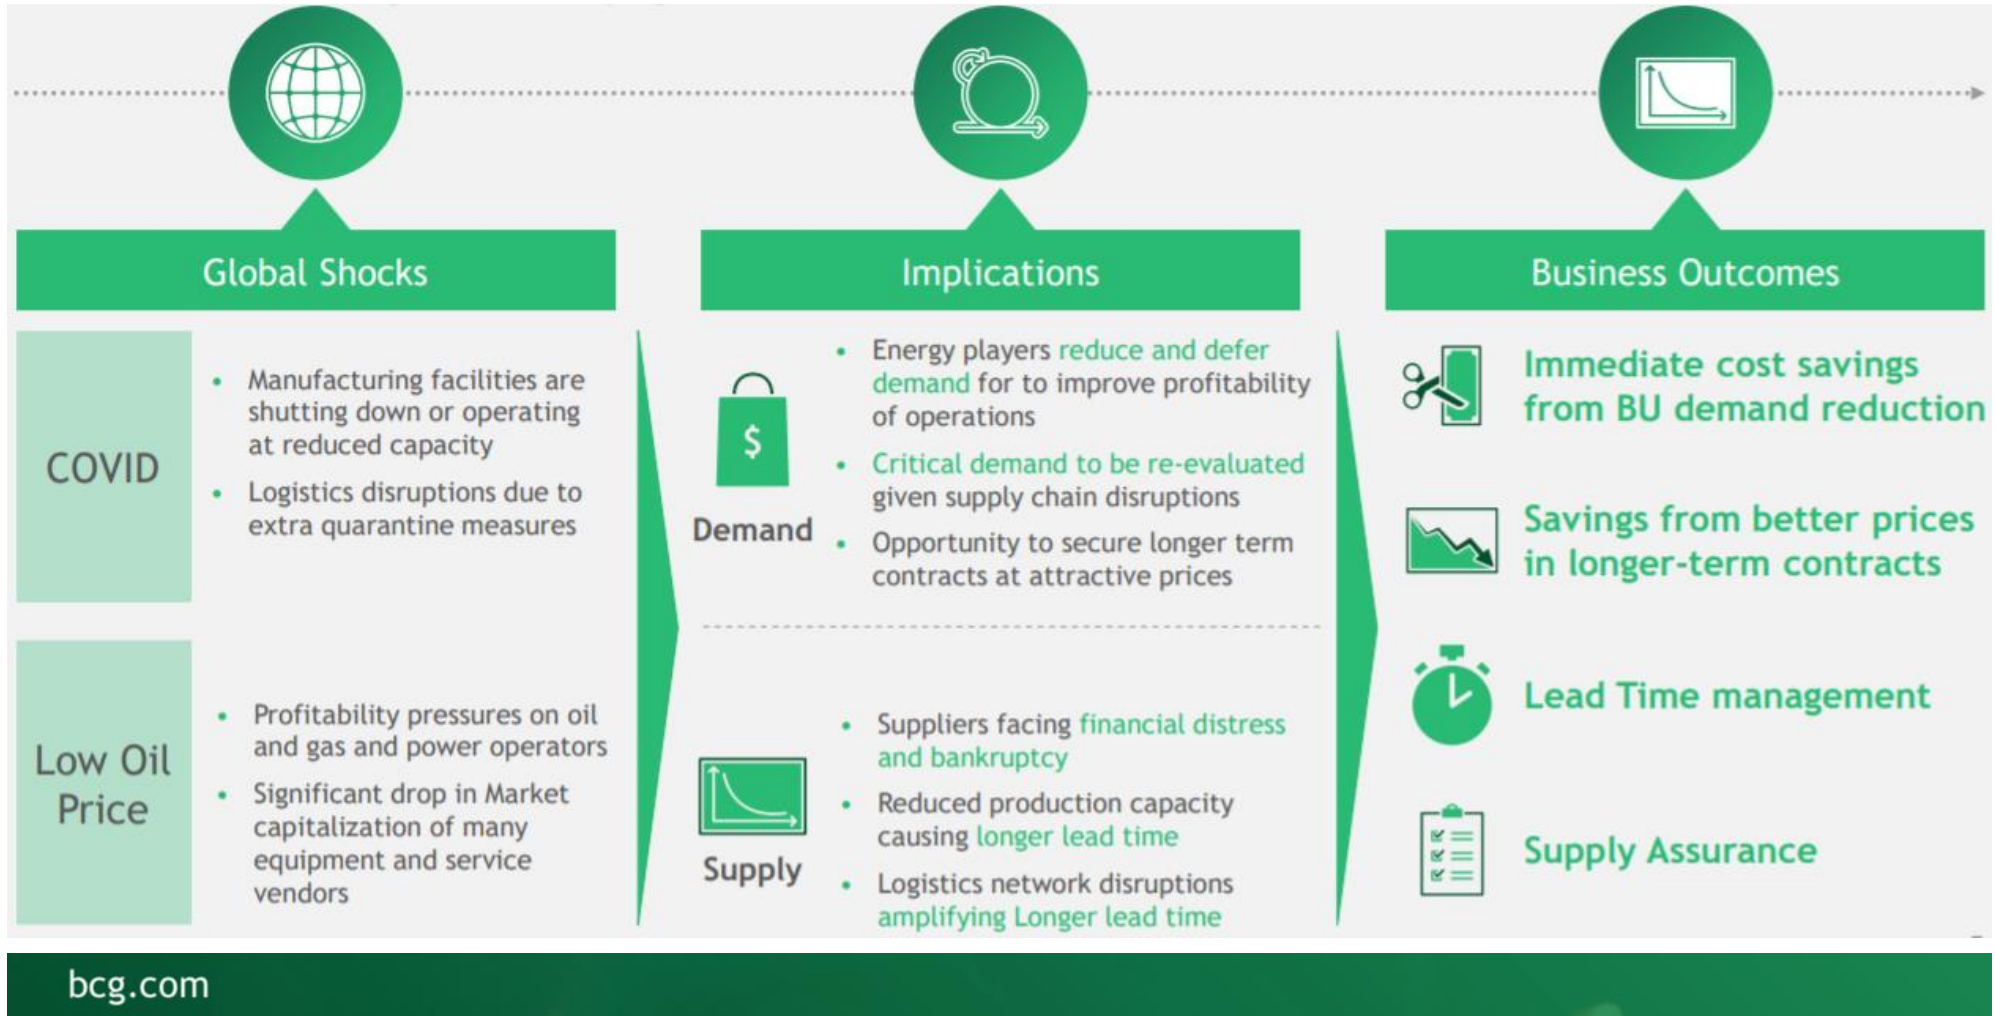 Global Shocks
COVID
• Manufacturing facilities are
shutting down or operating
at reduced capacity
• Logistics disruptions due to
extra quarantine measures
Low Oil
Price
• Profitability pressures on oil
and gas and power operators
• Significant drop in Market
capitalization of many
equipment and service
vendors
Implications
$
Demand
• Energy players reduce and defer
demand for to improve profitability
of operations
• Critical demand to be re-evaluated
given supply chain disruptions
• Opportunity to secure longer term
contracts at attractive prices
Supply
• Suppliers facing financial distress
and bankruptcy
• Reduced production capacity
causing longer lead time
• Logistics network disruptions
amplifying Longer lead time
Business Outcomes
Immediate cost savings
from BU demand reduction
Savings from better prices
in longer-term contracts
Lead Time management
Supply Assurance
bcg.com